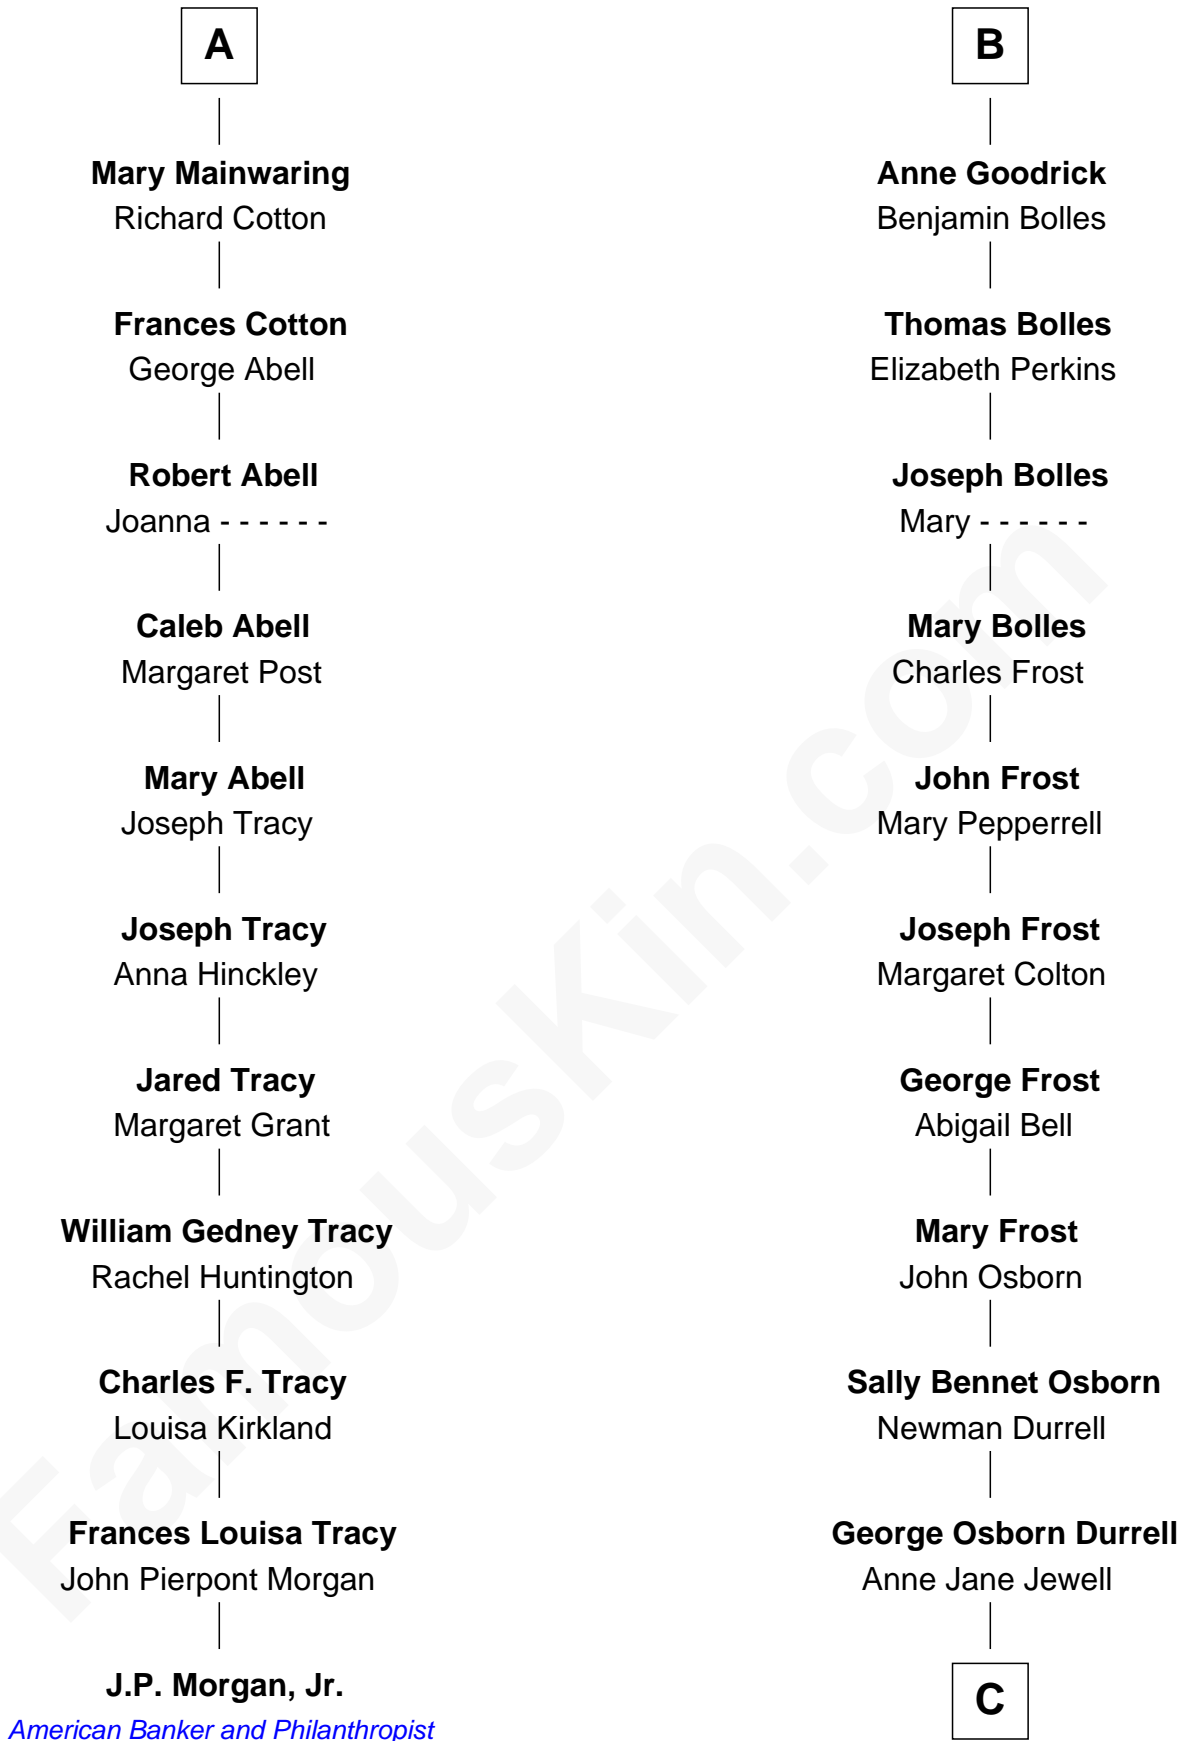 A
Mary Mainwaring
Richard Cotton
Frances Cotton
George Abell
Robert Abell
Joanna - - - - - -
Caleb Abell
Margaret Post
Mary Abell
Joseph Tracy
Joseph Tracy
Anna Hinckley
Jared Tracy
Margaret Grant
William Gedney Tracy
Rachel Huntington
Charles F. Tracy
Louisa Kirkland
Frances Louisa Tracy
John Pierpont Morgan
J.P. Morgan, Jr.
American Banker and Philanthropist
B
Anne Goodrick
Benjamin Bolles
Thomas Bolles
Elizabeth Perkins
Joseph Bolles
Mary - - - - - -
Mary Bolles
Charles Frost
John Frost
Mary Pepperrell
Joseph Frost
Margaret Colton
George Frost
Abigail Bell
Mary Frost
John Osborn
Sally Bennet Osborn
Newman Durrell
George Osborn Durrell
Anne Jane Jewell
C
FamousKin.com